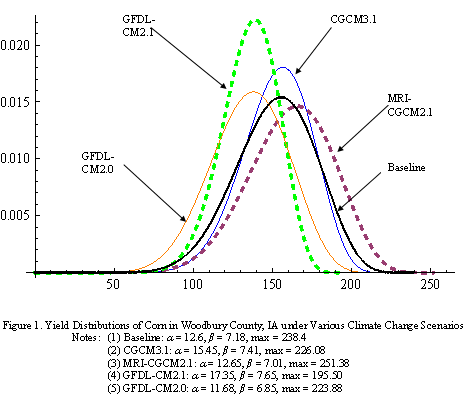 0.020
0.015
0.010
0.005
50
100
150
200
250
GFDL-
CM2.1
CGCM3.1
MRI-
CGCM2.1
GFDL-
CM2.0
Baseline
Figure 1. Yield Distributions of Corn in Woodbury County, IA under Various Climate Change Scenarios
Notes: (1) Baseline: α = 12.6, β = 7.18, max = 238.4
(2) CGCM3.1: α = 15.45, β = 7.41, max = 226.08
(3) MRI-CGCM2.1: α = 12.65, β = 7.01, max = 251.38
(4) GFDL-CM2.1: α = 17.35, β = 7.65, max = 195.50
(5) GFDL-CM2.0: α = 11.68, β = 6.85, max = 223.88